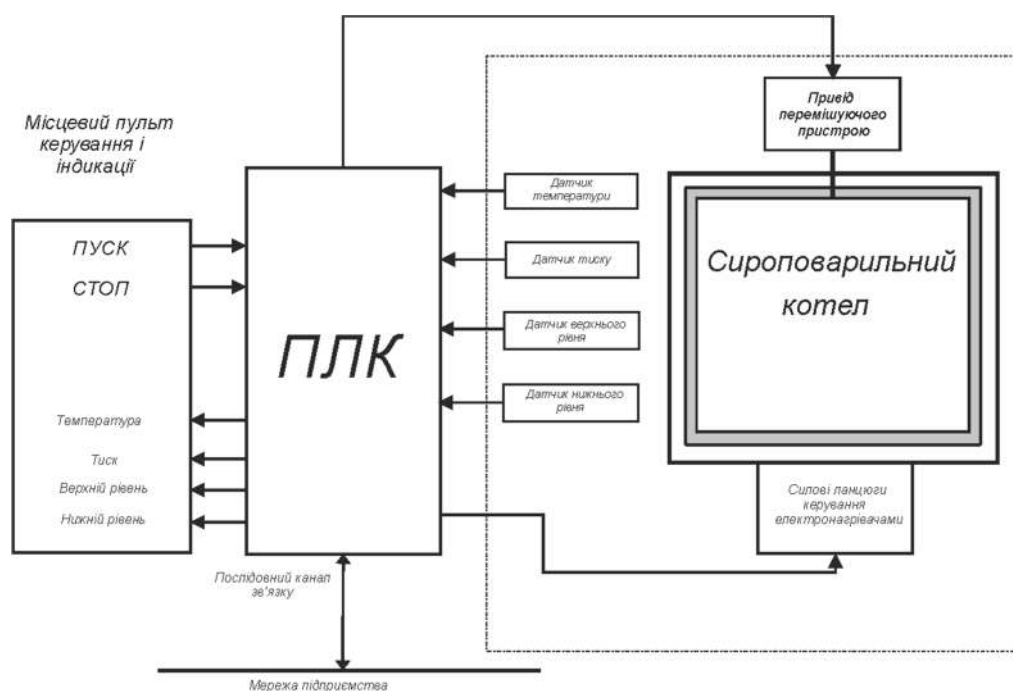 Привід
перемішуючого
пристрою
Місцевий пульт
керування і
індикації
ПУСК
СТОП
Температура
Тиск
Верхній рівень
Нижній рівень
ПЛК
Датчик
температури
Датчик тиску
Датчик верхнього
рівня
Датчик нижнього
рівня
Сироповарильний
котел
Силові ланцюги
керування
електронагрівачами
Послідовний канал
зв'язку
Мережа підприємства